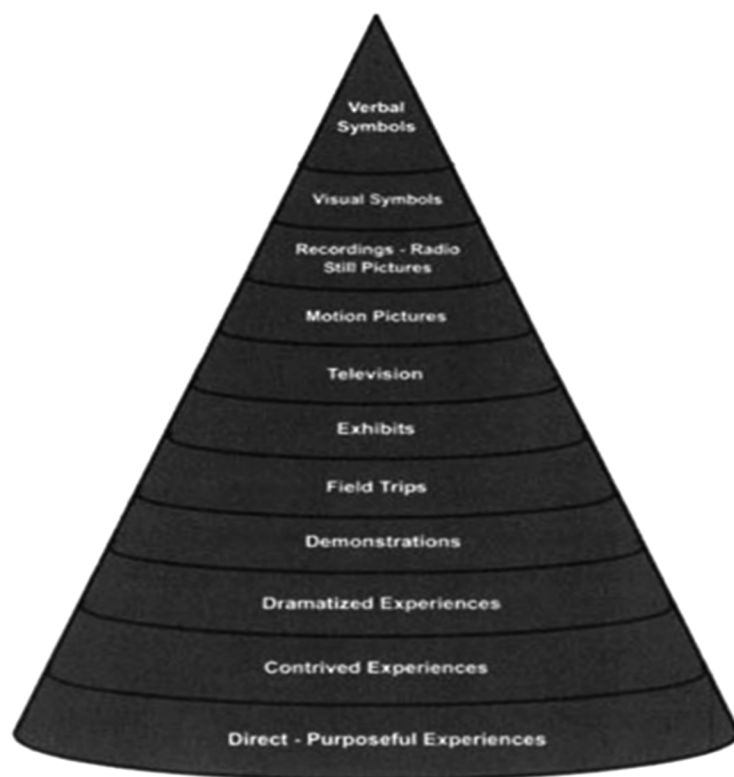 Verbal
Symbols
Visual Symbols
Recordings - Radio
Still Pictures
Motion Pictures
Television
Exhibits
Field Trips
Demonstrations
Dramatized Experiences
Contrived Experiences
Direct - Purposeful Experiences